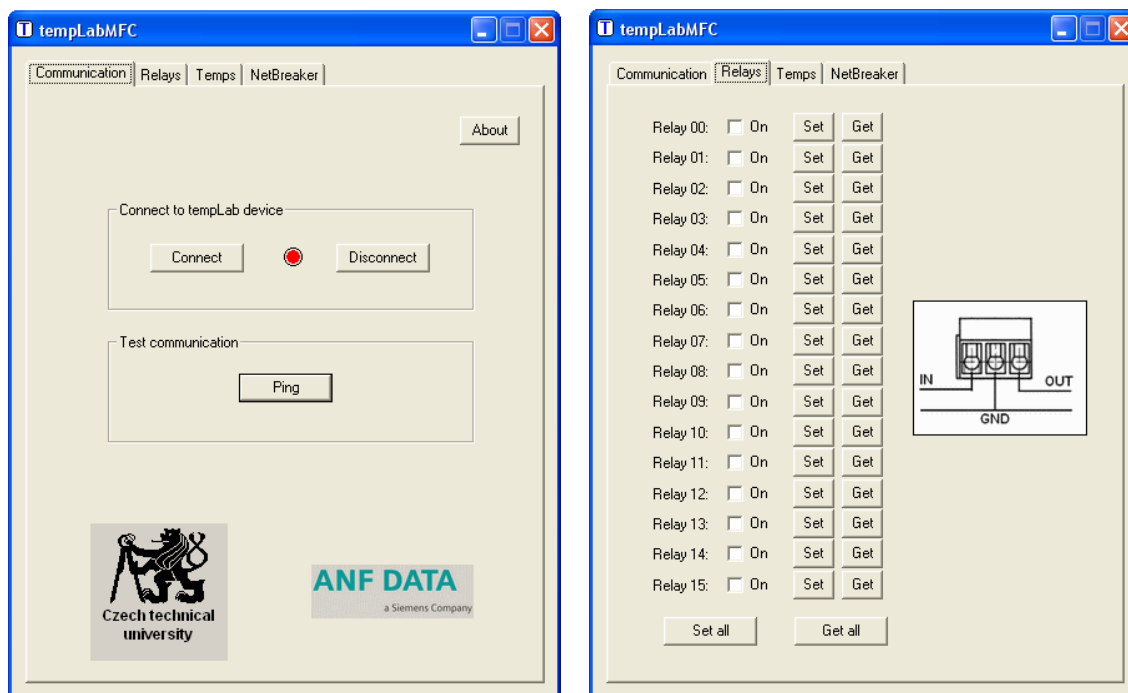 tempLabMFC
Communication Relays Temps NetBreaker
About
Connect to tempLab device
Connect Disconnect
Test communication
Ping
Czech technical
university
ANF DATA
a Siemens Company
tempLabMFC
Communication Relays Temps NetBreaker
Relay 00: On Set Get
Relay 01: On Set Get
Relay 02: On Set Get
Relay 03: On Set Get
Relay 04: On Set Get
Relay 05: On Set Get
Relay 06: On Set Get
Relay 07: On Set Get
Relay 08: On Set Get
Relay 09: On Set Get
Relay 10: On Set Get
Relay 11: On Set Get
Relay 12: On Set Get
Relay 13: On Set Get
Relay 14: On Set Get
Relay 15: On Set Get
Set all Get all
IN OUT
GND